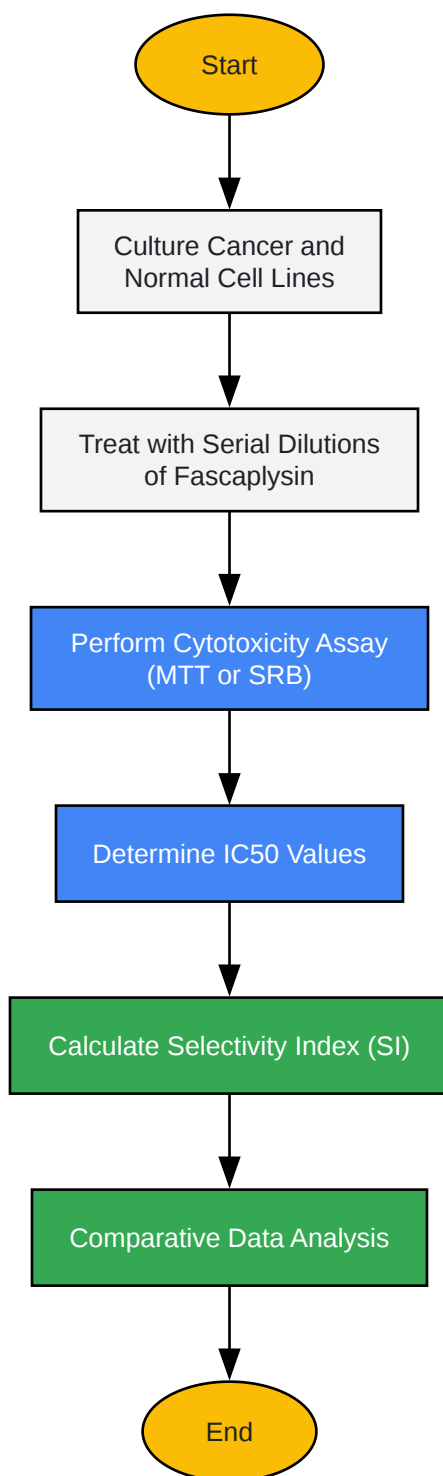 Start
Culture Cancer and
Normal Cell Lines
Treat with Serial Dilutions
of Fascaplysin
Perform Cytotoxicity Assay
(MTT or SRB)
Determine IC50 Values
Calculate Selectivity Index (SI)
Comparative Data Analysis
End